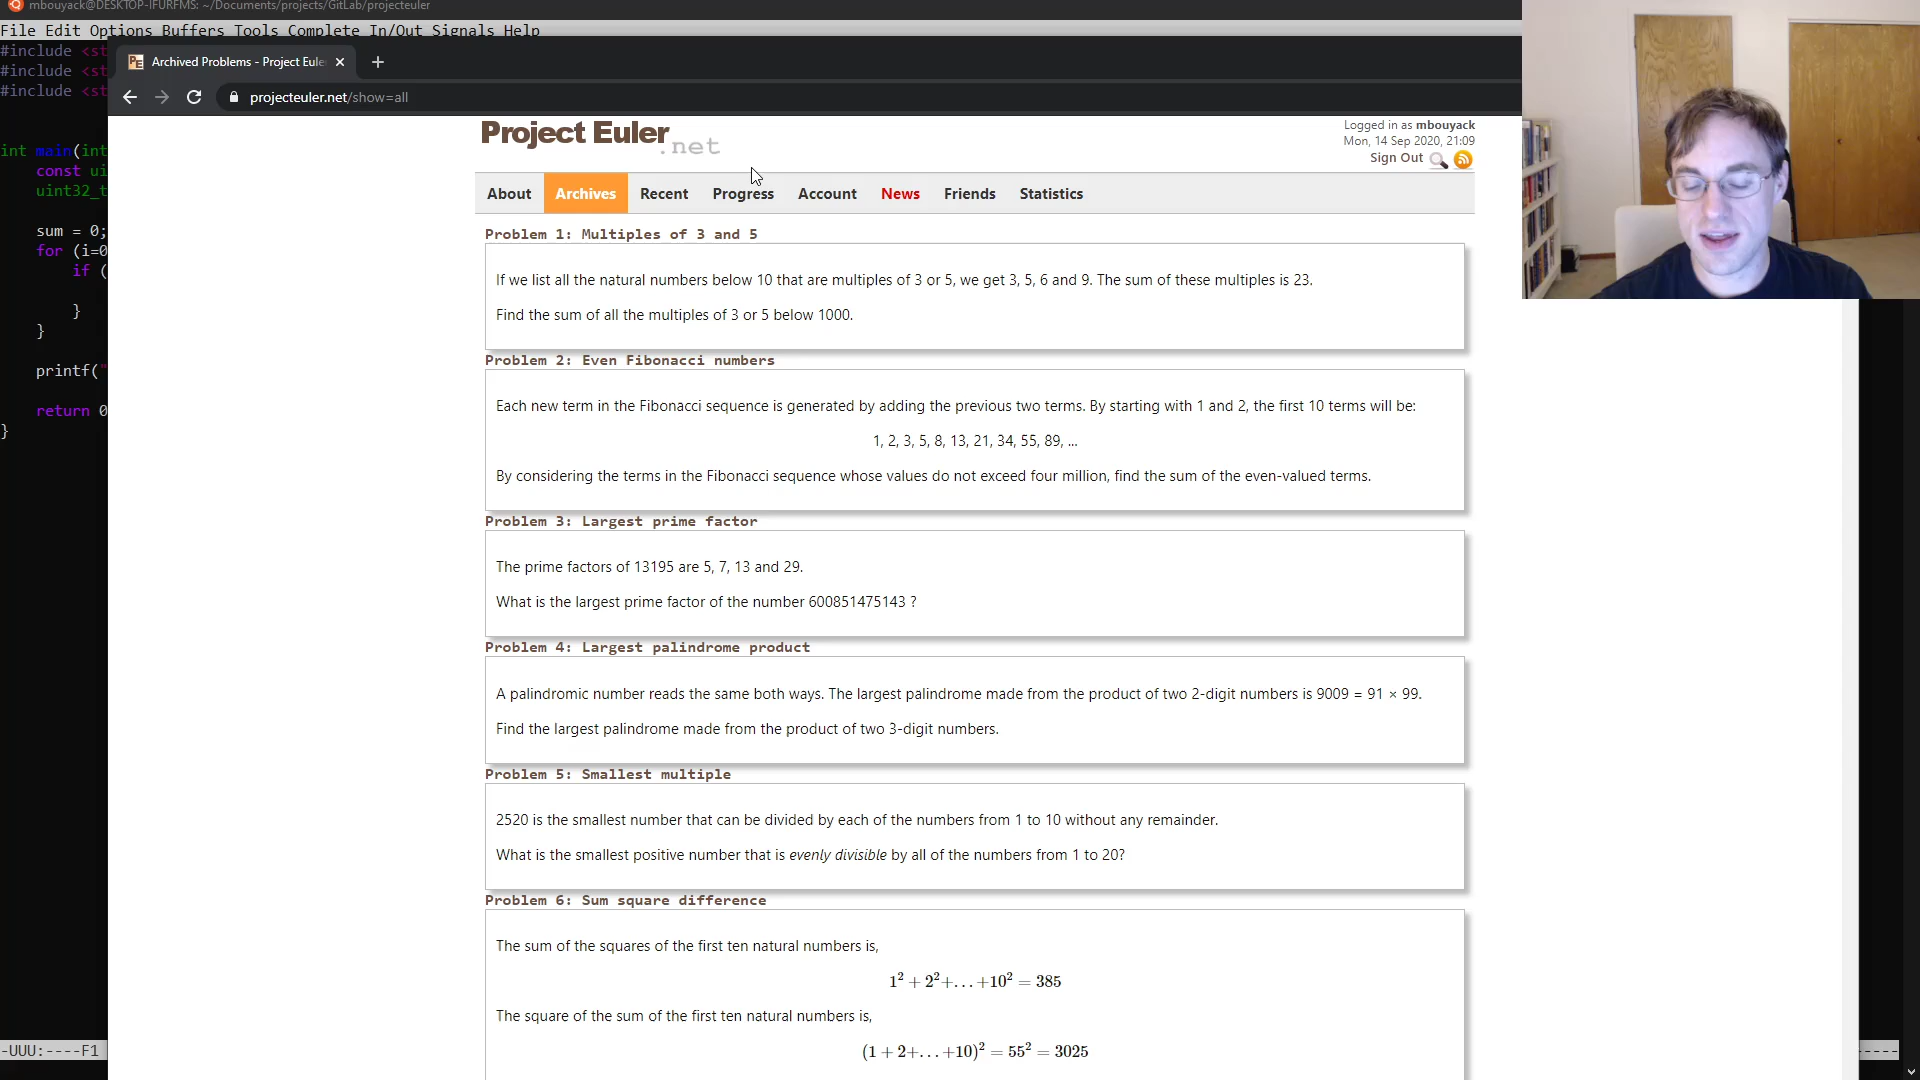 mbouyack@DESKTOP-IFURFMS: ~/Documents/projects/GitLab/projecteuler
File Edit Options Buffers Tools Complete In/Out Signals Help
#include <st
#include <st
#include <st
int main(int
const ui
uint32_t
sum = 0;
for (i=0
if (
}
}
printf("
return 0
}
-UUU:----F1
Archived Problems - Project Eule
projecteuler.net/show=all
Project Euler.net
Logged in as mbouyack
Mon, 14 Sep 2020, 21:09
Sign Out
About Archives Recent Progress Account News Friends Statistics
Problem 1: Multiples of 3 and 5
If we list all the natural numbers below 10 that are multiples of 3 or 5, we get 3, 5, 6 and 9. The sum of these multiples is 23.
Find the sum of all the multiples of 3 or 5 below 1000.
Problem 2: Even Fibonacci numbers
Each new term in the Fibonacci sequence is generated by adding the previous two terms. By starting with 1 and 2, the first 10 terms will be:
1, 2, 3, 5, 8, 13, 21, 34, 55, 89, ...
By considering the terms in the Fibonacci sequence whose values do not exceed four million, find the sum of the even-valued terms.
Problem 3: Largest prime factor
The prime factors of 13195 are 5, 7, 13 and 29.
What is the largest prime factor of the number 600851475143 ?
Problem 4: Largest palindrome product
A palindromic number reads the same both ways. The largest palindrome made from the product of two 2-digit numbers is 9009 = 91 × 99.
Find the largest palindrome made from the product of two 3-digit numbers.
Problem 5: Smallest multiple
2520 is the smallest number that can be divided by each of the numbers from 1 to 10 without any remainder.
What is the smallest positive number that is evenly divisible by all of the numbers from 1 to 20?
Problem 6: Sum square difference
The sum of the squares of the first ten natural numbers is,
1² + 2² +...+10² = 385
The square of the sum of the first ten natural numbers is,
(1 + 2+...+10)² = 55² = 3025